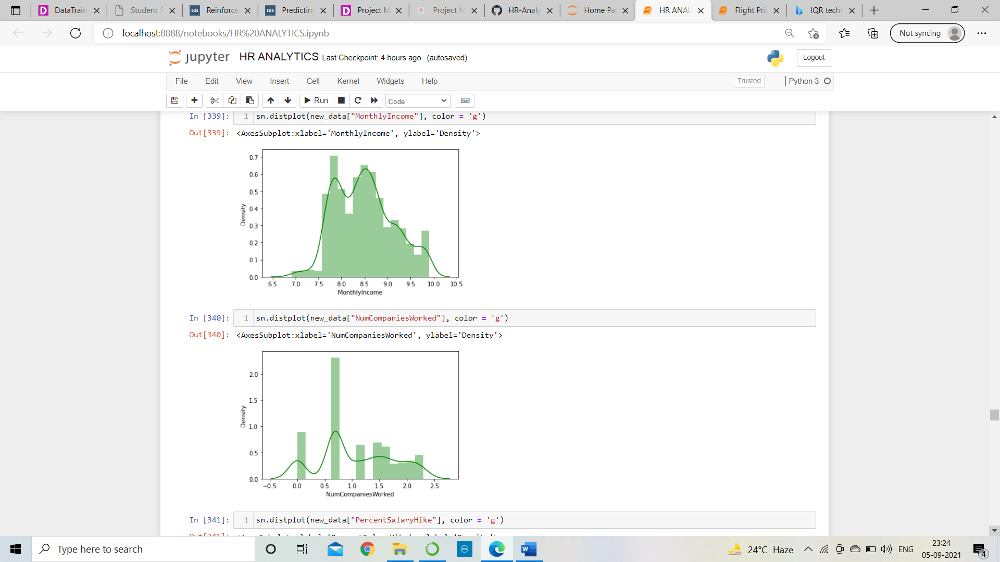 DataTrain
Student S
tds Reinforce
tds Predicting
Project M
Project M
HR-Analy
Home Pa
HR ANAL
Flight Pric
IQR techn
localhost:8888/notebooks/HR%20ANALYTICS.ipynb
Not syncing
jupyter HR ANALYTICS Last Checkpoint: 4 hours ago (autosaved)
Logout
File Edit View Insert Cell Kernel Widgets Help
Trusted
Python 3
Run
Code
In [339]: 1 sn.distplot(new_data["MonthlyIncome"], color = 'g')
Out[339]: <AxesSubplot:xlabel='MonthlyIncome', ylabel='Density'>
0.7
0.6
0.5
0.4
0.3
0.2
0.1
0.0
Density
6.5 7.0 7.5 8.0 8.5 9.0 9.5 10.0 10.5
MonthlyIncome
In [340]: 1 sn.distplot(new_data["NumCompaniesWorked"], color = 'g')
Out[340]: <AxesSubplot:xlabel='NumCompaniesWorked', ylabel='Density'>
2.0
1.5
1.0
0.5
0.0
Density
−0.5 0.0 0.5 1.0 1.5 2.0 2.5
NumCompaniesWorked
In [341]: 1 sn.distplot(new_data["PercentSalaryHike"], color = 'g')
Type here to search
DELL
24°C Haze
ENG
23:24
05-09-2021
4